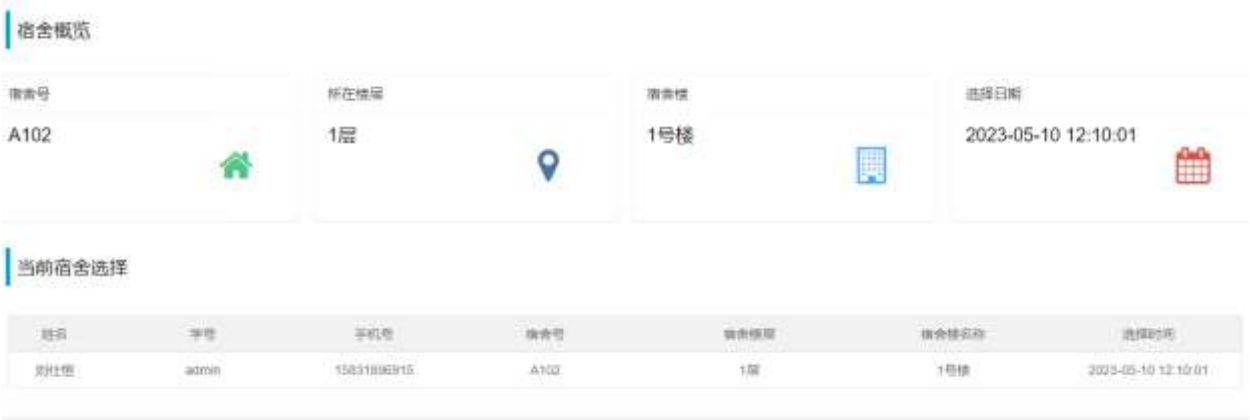 宿舍概览
宿舍号 所在楼层 宿舍楼 选择日期
A102 1层 1号楼 2023-05-10 12:10:01
当前宿舍选择
姓名 学号 手机号 宿舍号 宿舍楼层 宿舍楼名称 选择时间
admin A102 1层 1号楼 2023-05-10 12:10:01